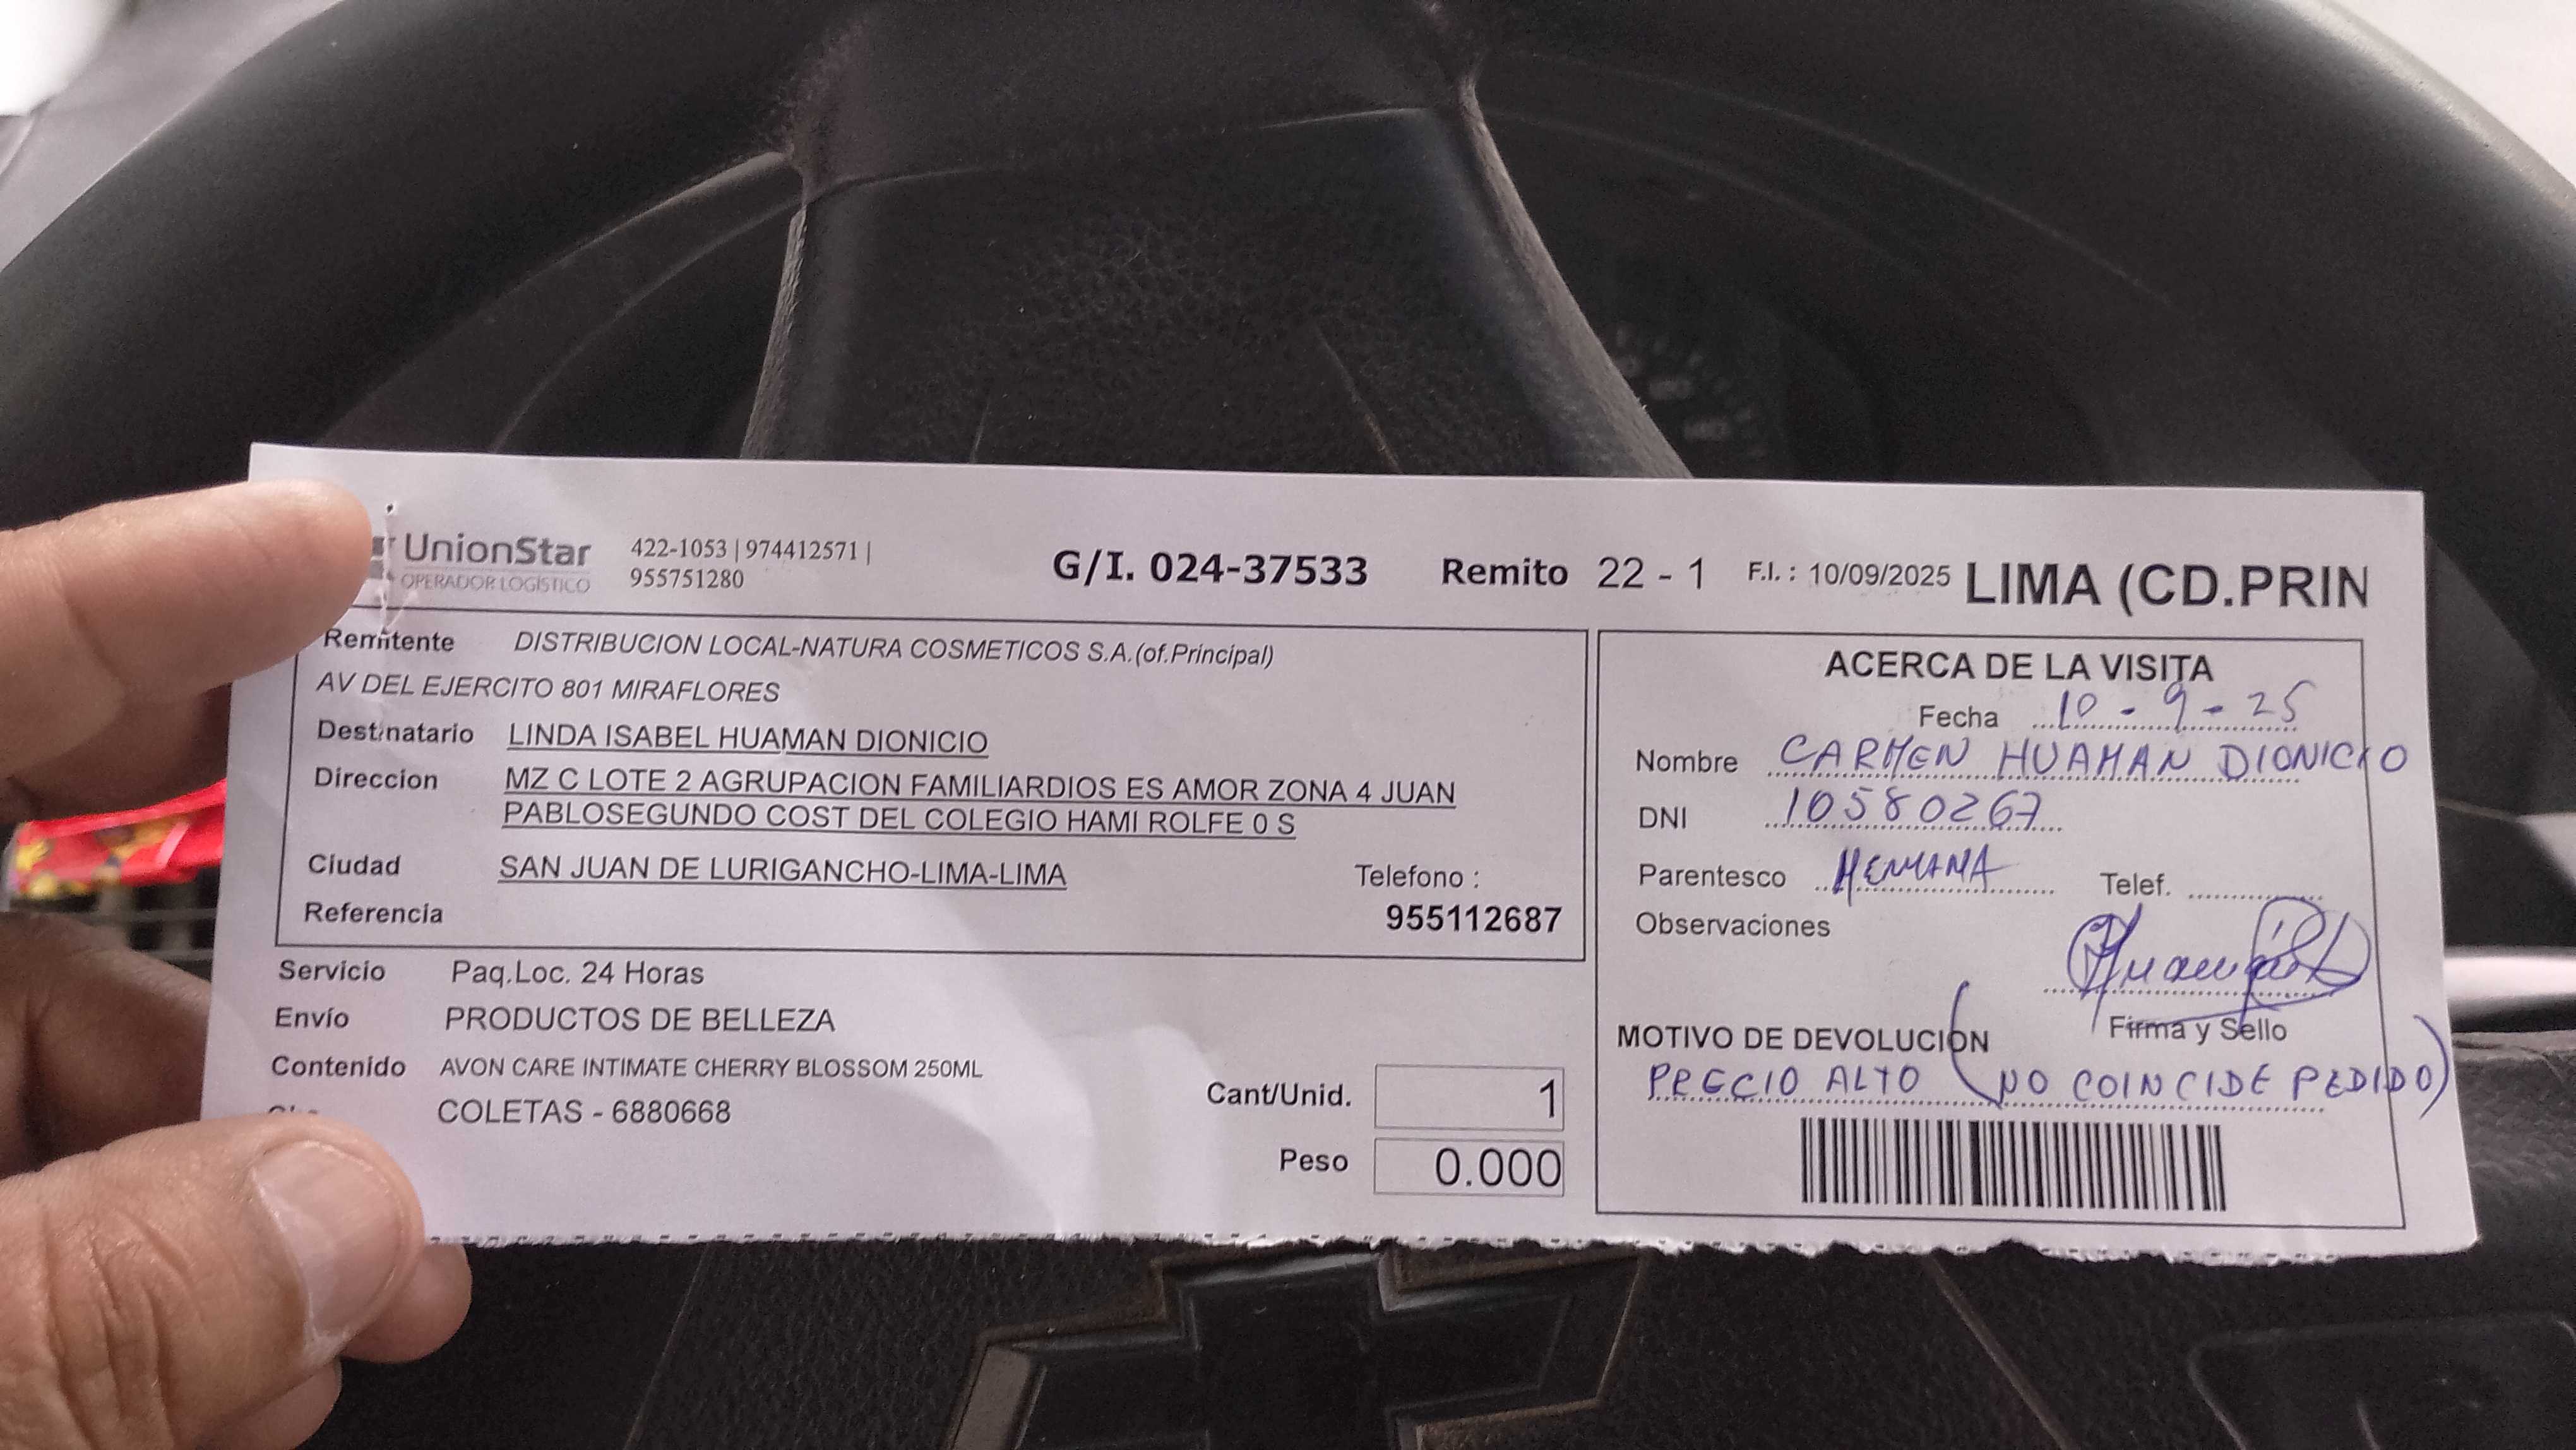 UnionStar
OPERADOR LOGÍSTICO
422-1053 | 974412571 |
955751280
G/I. 024-37533
Remito 22 - 1
F.I. : 10/09/2025
LIMA (CD.PRIN
Remitente DISTRIBUCION LOCAL-NATURA COSMETICOS S.A.(of.Principal)
AV DEL EJERCITO 801 MIRAFLORES
Destinatario LINDA ISABEL HUAMAN DIONICIO
Direccion MZ C LOTE 2 AGRUPACION FAMILIARDIOS ES AMOR ZONA 4 JUAN
PABLOSEGUNDO COST DEL COLEGIO HAMI ROLFE 0 S
Ciudad SAN JUAN DE LURIGANCHO-LIMA-LIMA Telefono :
Referencia 955112687
Servicio Paq.Loc. 24 Horas
Envío PRODUCTOS DE BELLEZA
Contenido AVON CARE INTIMATE CHERRY BLOSSOM 250ML
COLETAS - 6880668
Cant/Unid. 1
Peso 0.000
ACERCA DE LA VISITA
Fecha 10 - 9 - 25
Nombre CARMEN HUAMAN DIONICIO
DNI 10580267
Parentesco HERMANA Telef.
Observaciones
Firma y Sello
MOTIVO DE DEVOLUCIÓN
PRECIO ALTO (NO COINCIDE PEDIDO)